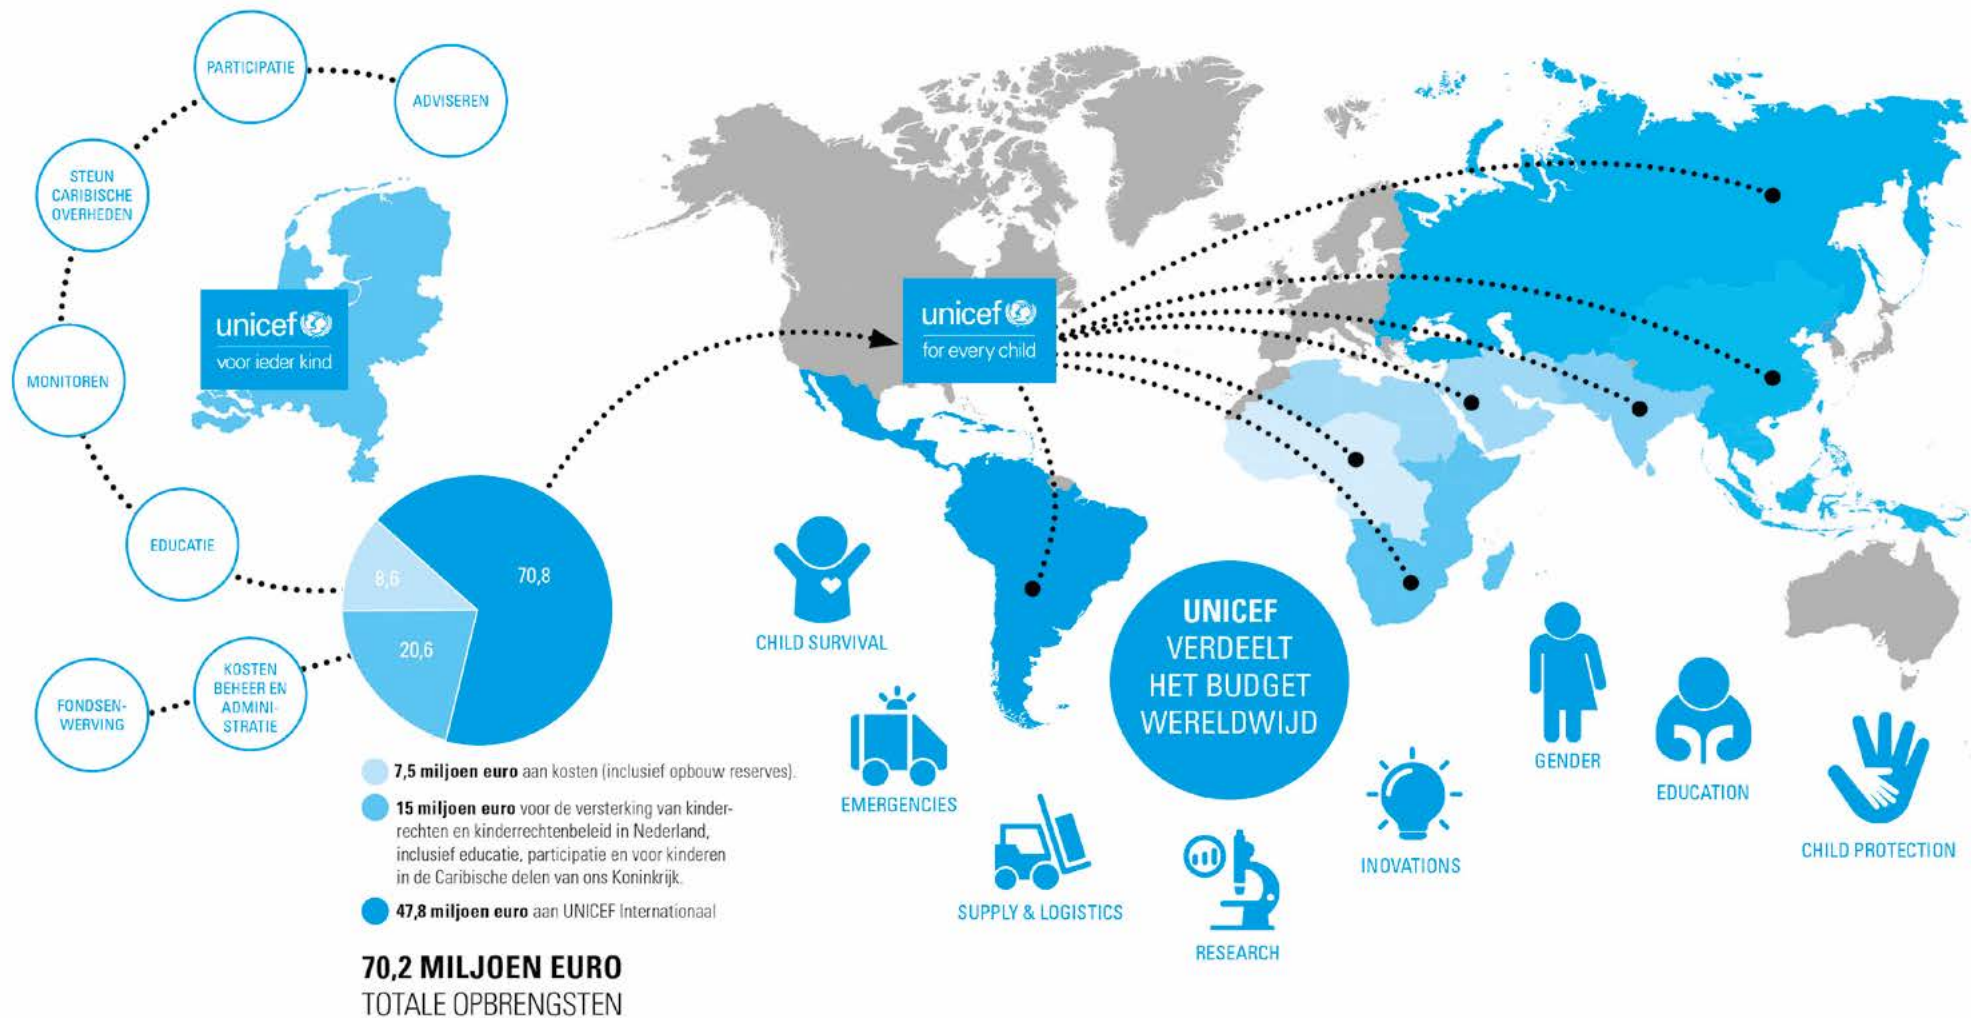 PARTICIPATIE
ADVISEREN
STEUN
CARIBISCHE
OVERHEDEN
unicef
voor ieder kind
MONITOREN
EDUCATIE
FONDSEN-
WERVING
KOSTEN
BEHEER EN
ADMINI-
STRATIE
8,6
70,8
20,6
7,5 miljoen euro aan kosten (inclusief opbouw reserves).
15 miljoen euro voor de versterking van kinder-
rechten en kinderrechtenbeleid in Nederland,
inclusief educatie, participatie en voor kinderen
in de Caribische delen van ons Koninkrijk.
47,8 miljoen euro aan UNICEF Internationaal
70,2 MILJOEN EURO
TOTALE OPBRENGSTEN
unicef
for every child
CHILD SURVIVAL
EMERGENCIES
SUPPLY & LOGISTICS
UNICEF
VERDEELT
HET BUDGET
WERELDWIJD
RESEARCH
INOVATIONS
GENDER
EDUCATION
CHILD PROTECTION